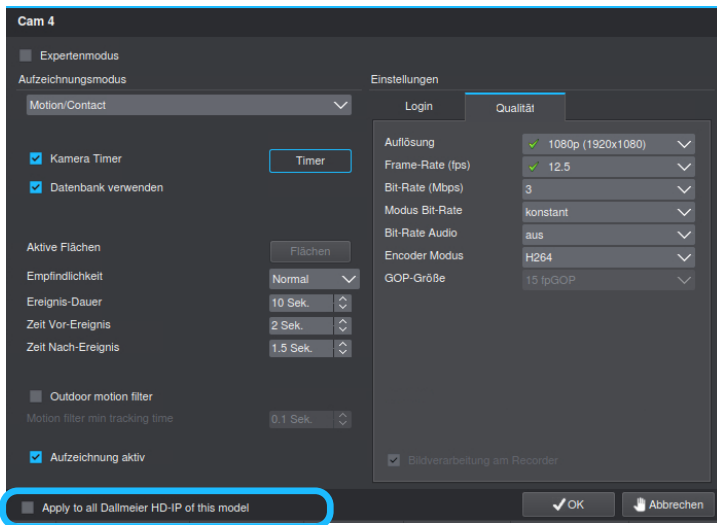 Cam 4
Expertenmodus
Aufzeichnungsmodus
Motion/Contact
Kamera Timer
Timer
Datenbank verwenden
Aktive Flächen
Flächen
Empfindlichkeit
Normal
Ereignis-Dauer
10 Sek.
Zeit Vor-Ereignis
2 Sek.
Zeit Nach-Ereignis
1.5 Sek.
Outdoor motion filter
Motion filter min tracking time
0.1 Sek.
Aufzeichnung aktiv
Einstellungen
Login
Qualität
Auflösung
1080p (1920x1080)
Frame-Rate (fps)
12.5
Bit-Rate (Mbps)
3
Modus Bit-Rate
konstant
Bit-Rate Audio
aus
Encoder Modus
H264
GOP-Größe
15 fpGOP
Bildverarbeitung am Recorder
Apply to all Dallmeier HD-IP of this model
OK
Abbrechen